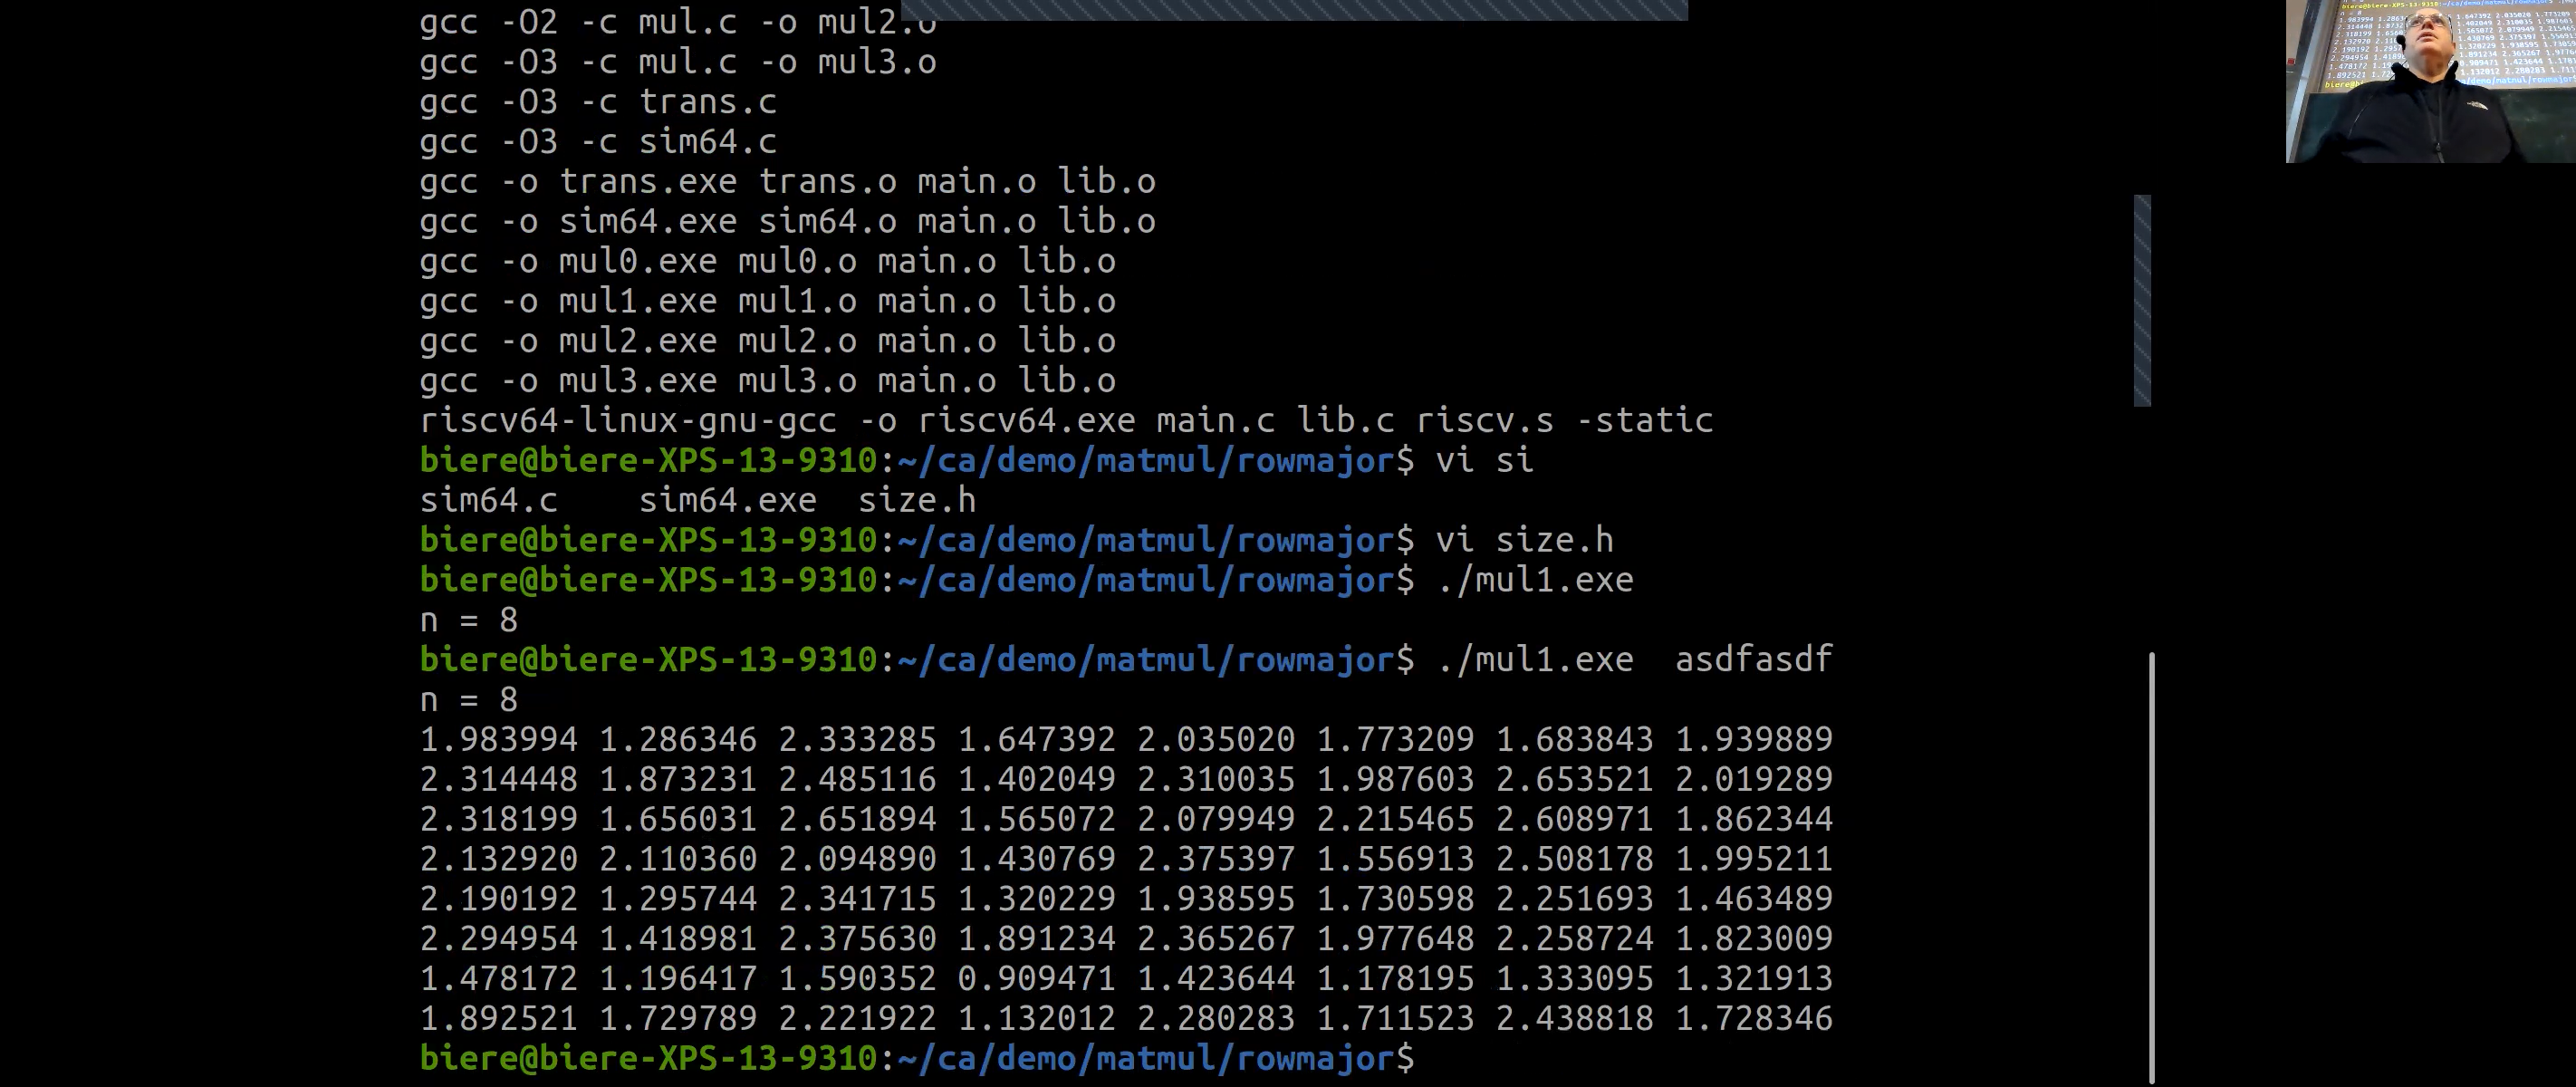 gcc -O2 -c mul.c -o mul2.o
gcc -O3 -c mul.c -o mul3.o
gcc -O3 -c trans.c
gcc -O3 -c sim64.c
gcc -o trans.exe trans.o main.o lib.o
gcc -o sim64.exe sim64.o main.o lib.o
gcc -o mul0.exe mul0.o main.o lib.o
gcc -o mul1.exe mul1.o main.o lib.o
gcc -o mul2.exe mul2.o main.o lib.o
gcc -o mul3.exe mul3.o main.o lib.o
riscv64-linux-gnu-gcc -o riscv64.exe main.c lib.c riscv.s -static
biere@biere-XPS-13-9310:~/ca/demo/matmul/rowmajor$ vi si
sim64.c    sim64.exe  size.h
biere@biere-XPS-13-9310:~/ca/demo/matmul/rowmajor$ vi size.h
biere@biere-XPS-13-9310:~/ca/demo/matmul/rowmajor$ ./mul1.exe
n = 8
biere@biere-XPS-13-9310:~/ca/demo/matmul/rowmajor$ ./mul1.exe  asdfasdf
n = 8
1.983994 1.286346 2.333285 1.647392 2.035020 1.773209 1.683843 1.939889
2.314448 1.873231 2.485116 1.402049 2.310035 1.987603 2.653521 2.019289
2.318199 1.656031 2.651894 1.565072 2.079949 2.215465 2.608971 1.862344
2.132920 2.110360 2.094890 1.430769 2.375397 1.556913 2.508178 1.995211
2.190192 1.295744 2.341715 1.320229 1.938595 1.730598 2.251693 1.463489
2.294954 1.418981 2.375630 1.891234 2.365267 1.977648 2.258724 1.823009
1.478172 1.196417 1.590352 0.909471 1.423644 1.178195 1.333095 1.321913
1.892521 1.729789 2.221922 1.132012 2.280283 1.711523 2.438818 1.728346
biere@biere-XPS-13-9310:~/ca/demo/matmul/rowmajor$